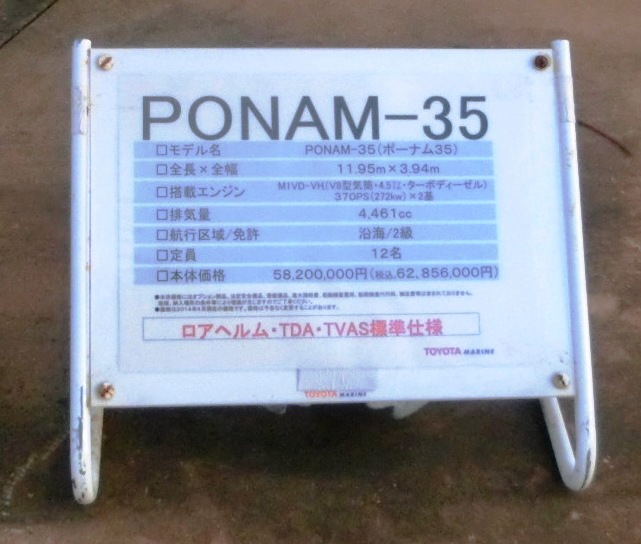 PONAM-35
□モデル名 PONAM-35(ポーナム35)
□全長×全幅 11.95m×3.94m
□搭載エンジン M1VD-VH(V8型気筒・4.5㍑・ターボディーゼル)
370PS(272kw)×2基
□排気量 4,461cc
□航行区域/免許 沿海/2級
□定員 12名
□本体価格 58,200,000円(税込62,856,000円)
ロアヘルム・TDA・TVAS標準仕様
TOYOTA MARINE
TOYOTA MARINE